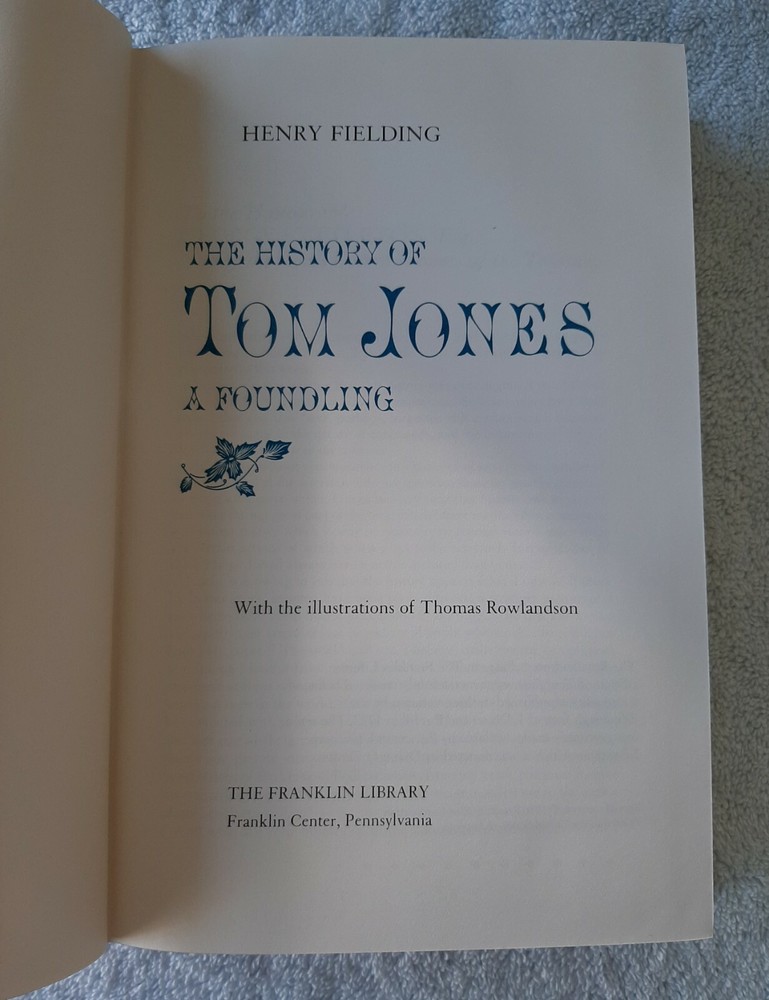 HENRY FIELDING
THE HISTORY OF
TOM JONES
A FOUNDLING
With the illustrations of Thomas Rowlandson
THE FRANKLIN LIBRARY
Franklin Center, Pennsylvania